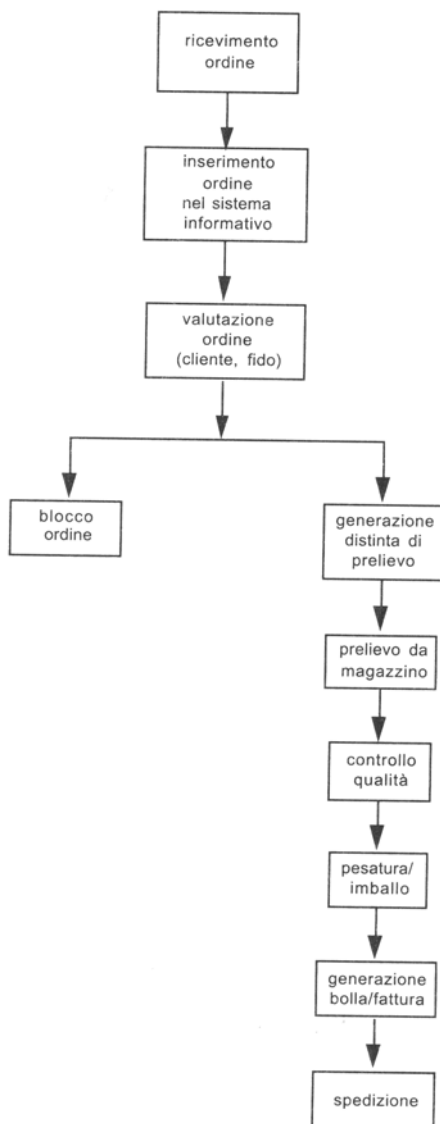 ricevimento
ordine
inserimento
ordine
nel sistema
informativo
valutazione
ordine
(cliente, fido)
blocco
ordine
generazione
distinta di
prelievo
prelievo da
magazzino
controllo
qualità
pesatura/
imballo
generazione
bolla/fattura
spedizione